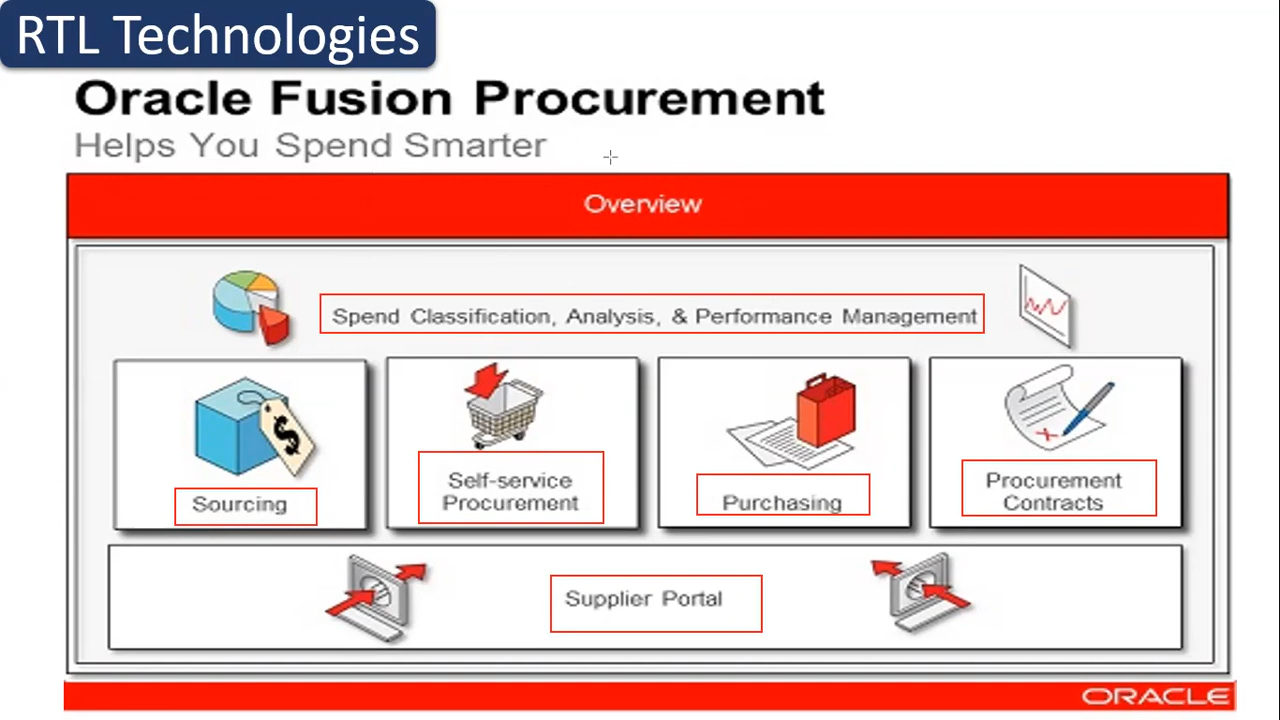 RTL Technologies
Oracle Fusion Procurement
Helps You Spend Smarter
Overview
Spend Classification, Analysis, & Performance Management
Sourcing
Self-service
Procurement
Purchasing
Procurement
Contracts
Supplier Portal
ORACLE